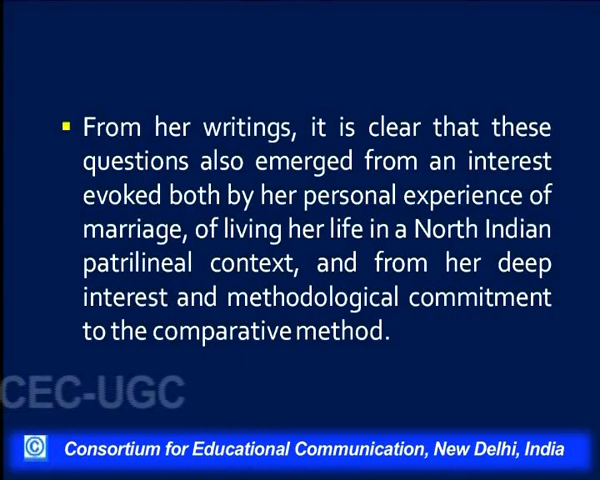 From her writings, it is clear that these
questions also emerged from an interest
evoked both by her personal experience of
marriage, of living her life in a North Indian
patrilineal context, and from her deep
interest and methodological commitment
to the comparative method.
CEC-UGC
© Consortium for Educational Communication, New Delhi, India